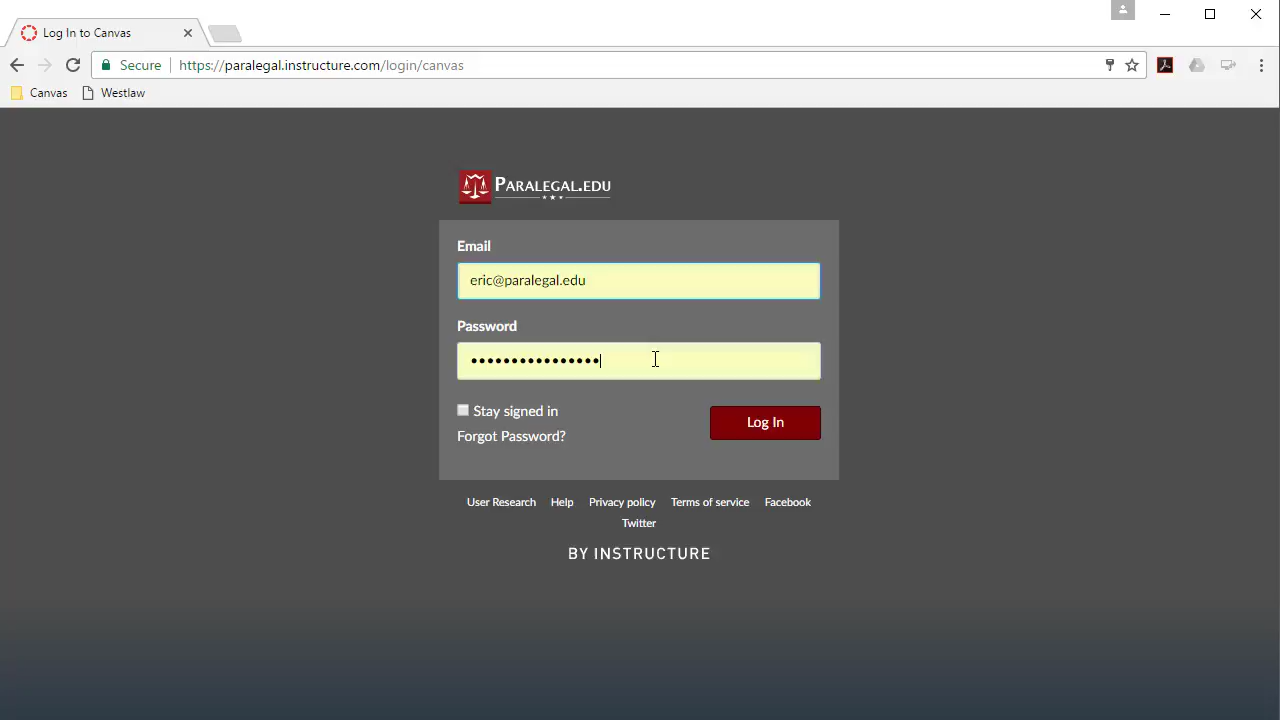 Log In to Canvas
Secure https://paralegal.instructure.com/login/canvas
Canvas Westlaw
PARALEGAL.EDU
Email
eric@paralegal.edu
Password
••••••••••••••••
Stay signed in
Log In
Forgot Password?
User Research Help Privacy policy Terms of service Facebook
Twitter
BY INSTRUCTURE